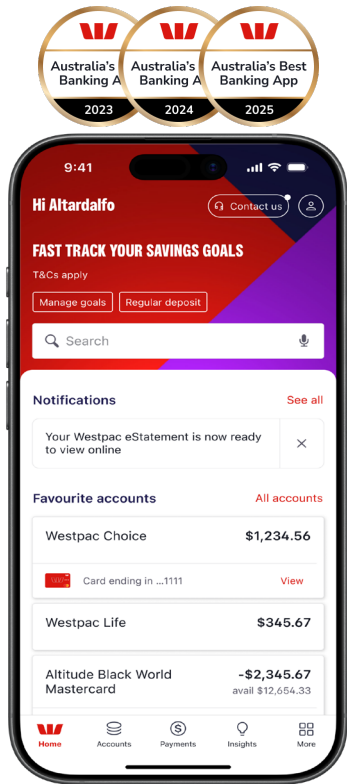 Australia's
Banking A
2023
Australia's
Banking A
2024
Australia's Best
Banking App
2025
9:41
Hi Altardalfo
Contact us
FAST TRACK YOUR SAVINGS GOALS
T&Cs apply
Manage goals
Regular deposit
Search
Notifications
See all
Your Westpac eStatement is now ready
to view online
Favourite accounts
All accounts
Westpac Choice
$1,234.56
Card ending in ...1111
View
Westpac Life
$345.67
Altitude Black World
Mastercard
-$2,345.67
avail $12,654.33
Home
Accounts
Payments
Insights
More